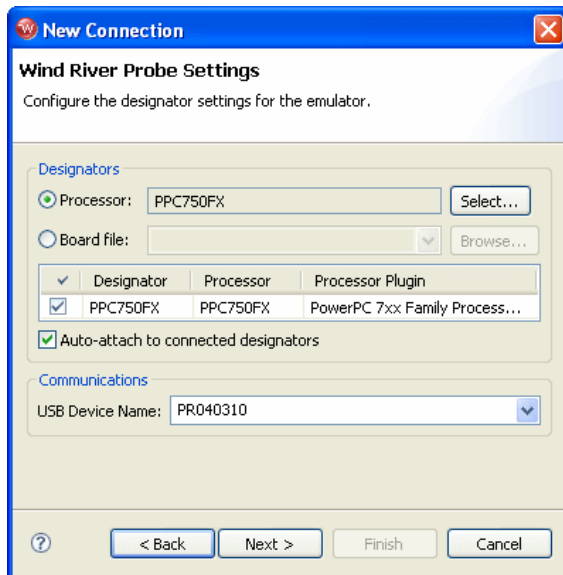 New Connection
Wind River Probe Settings
Configure the designator settings for the emulator.
Designators
Processor: PPC750FX Select...
Board file: Browse...
Designator Processor Processor Plugin
PPC750FX PPC750FX PowerPC 7xx Family Process...
Auto-attach to connected designators
Communications
USB Device Name: PR040310
< Back Next > Finish Cancel